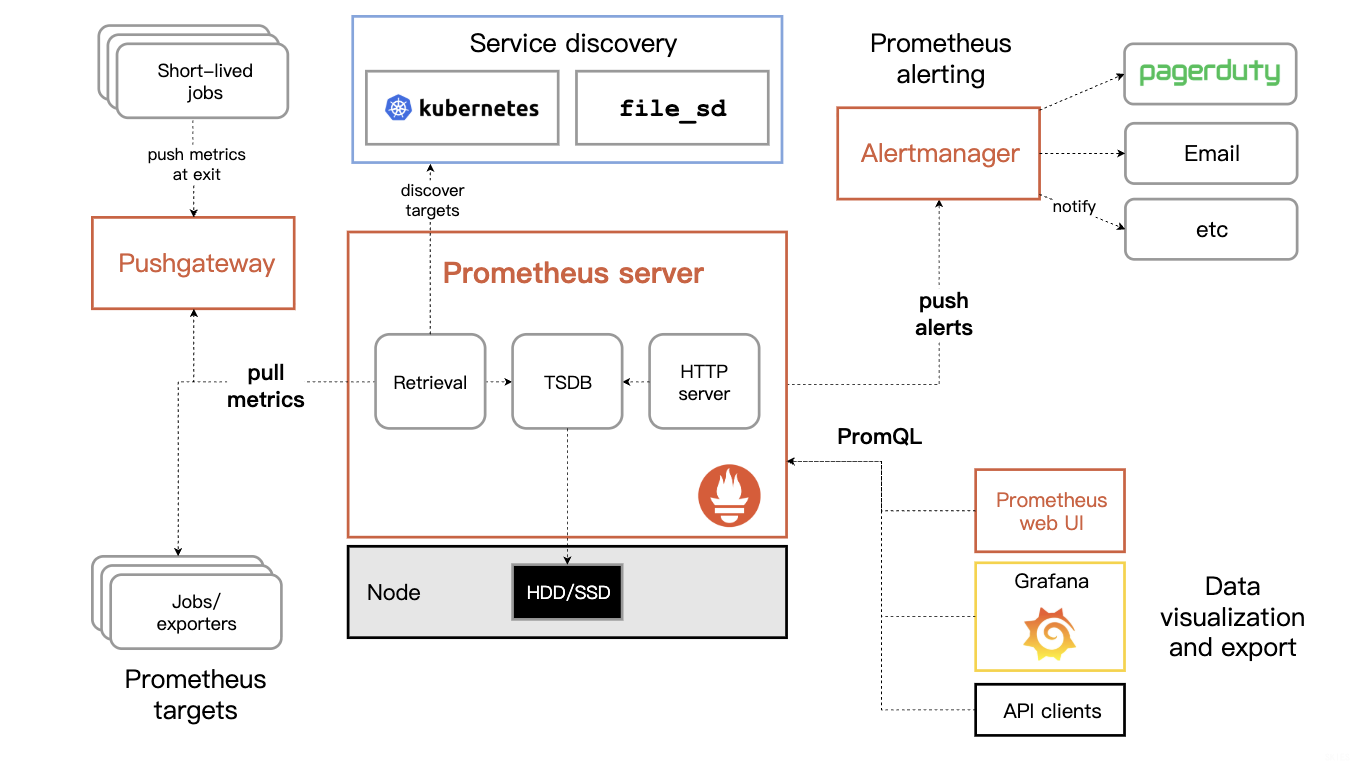 Short-lived
jobs
push metrics
at exit
Pushgateway
pull
metrics
Jobs/
exporters
Prometheus
targets
Service discovery
kubernetes
file_sd
discover
targets
Prometheus server
Retrieval
TSDB
HTTP
server
Node
HDD/SSD
Prometheus
alerting
Alertmanager
pagerduty
Email
etc
notify
push
alerts
PromQL
Prometheus
web UI
Grafana
API clients
Data
visualization
and export